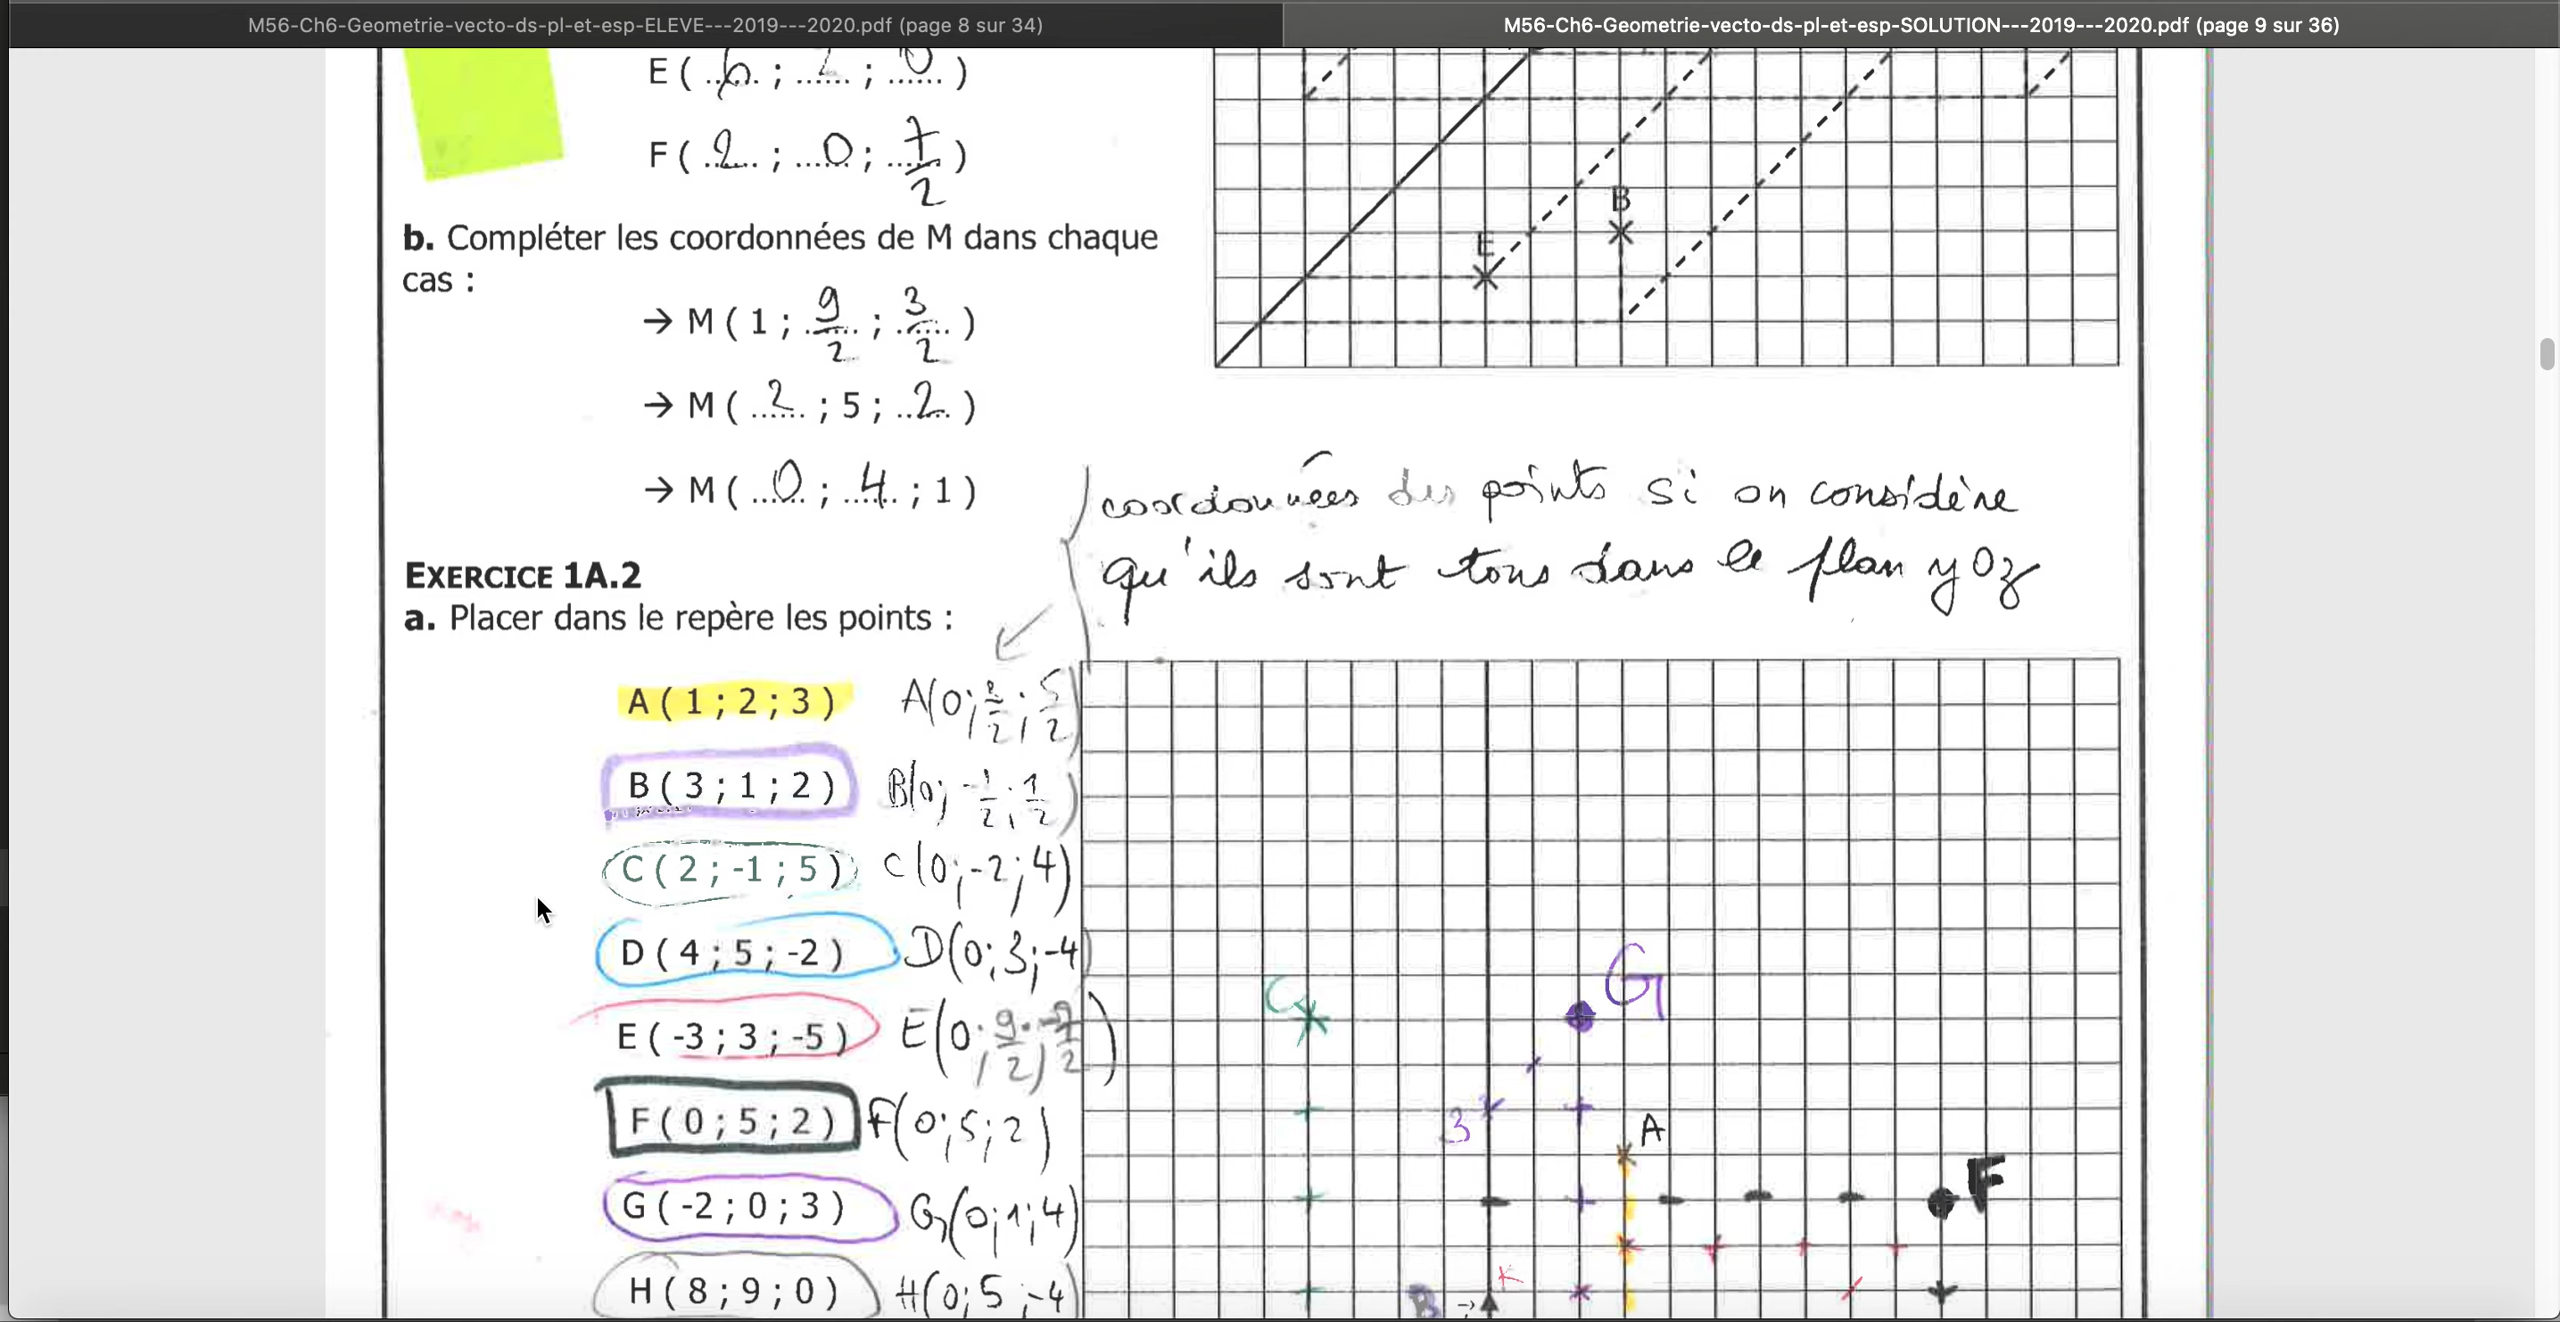 M56-Ch6-Geometrie-vecto-ds-pl-et-esp-ELEVE---2019---2020.pdf (page 8 sur 34)
M56-Ch6-Geometrie-vecto-ds-pl-et-esp-SOLUTION---2019---2020.pdf (page 9 sur 36)
E ( 6 ; 2 ; 0 )
F ( 2 ; 0 ; 7/2 )
b. Compléter les coordonnées de M dans chaque
cas :
→ M ( 1 ; 9/2 ; 3/2 )
→ M ( 2 ; 5 ; 2 )
→ M ( 0 ; 4 ; 1 )
B
E
coordonnées des points si on considère
qu'ils sont tous dans le plan yOz
EXERCICE 1A.2
a. Placer dans le repère les points :
A ( 1 ; 2 ; 3 ) A(0; /2; 5/2)
B ( 3 ; 1 ; 2 ) B(0; -1/2; 1/2)
C ( 2 ; -1 ; 5 ) C(0; -2; 4)
D ( 4 ; 5 ; -2 ) D(0; 3; -4)
E ( -3 ; 3 ; -5 ) E(0; 9/2; -7/2)
F ( 0 ; 5 ; 2 ) F(0; 5; 2)
G ( -2 ; 0 ; 3 ) G(0; 1; 4)
H ( 8 ; 9 ; 0 ) H(0; 5; -4)
C
G
3
A
F
B
K